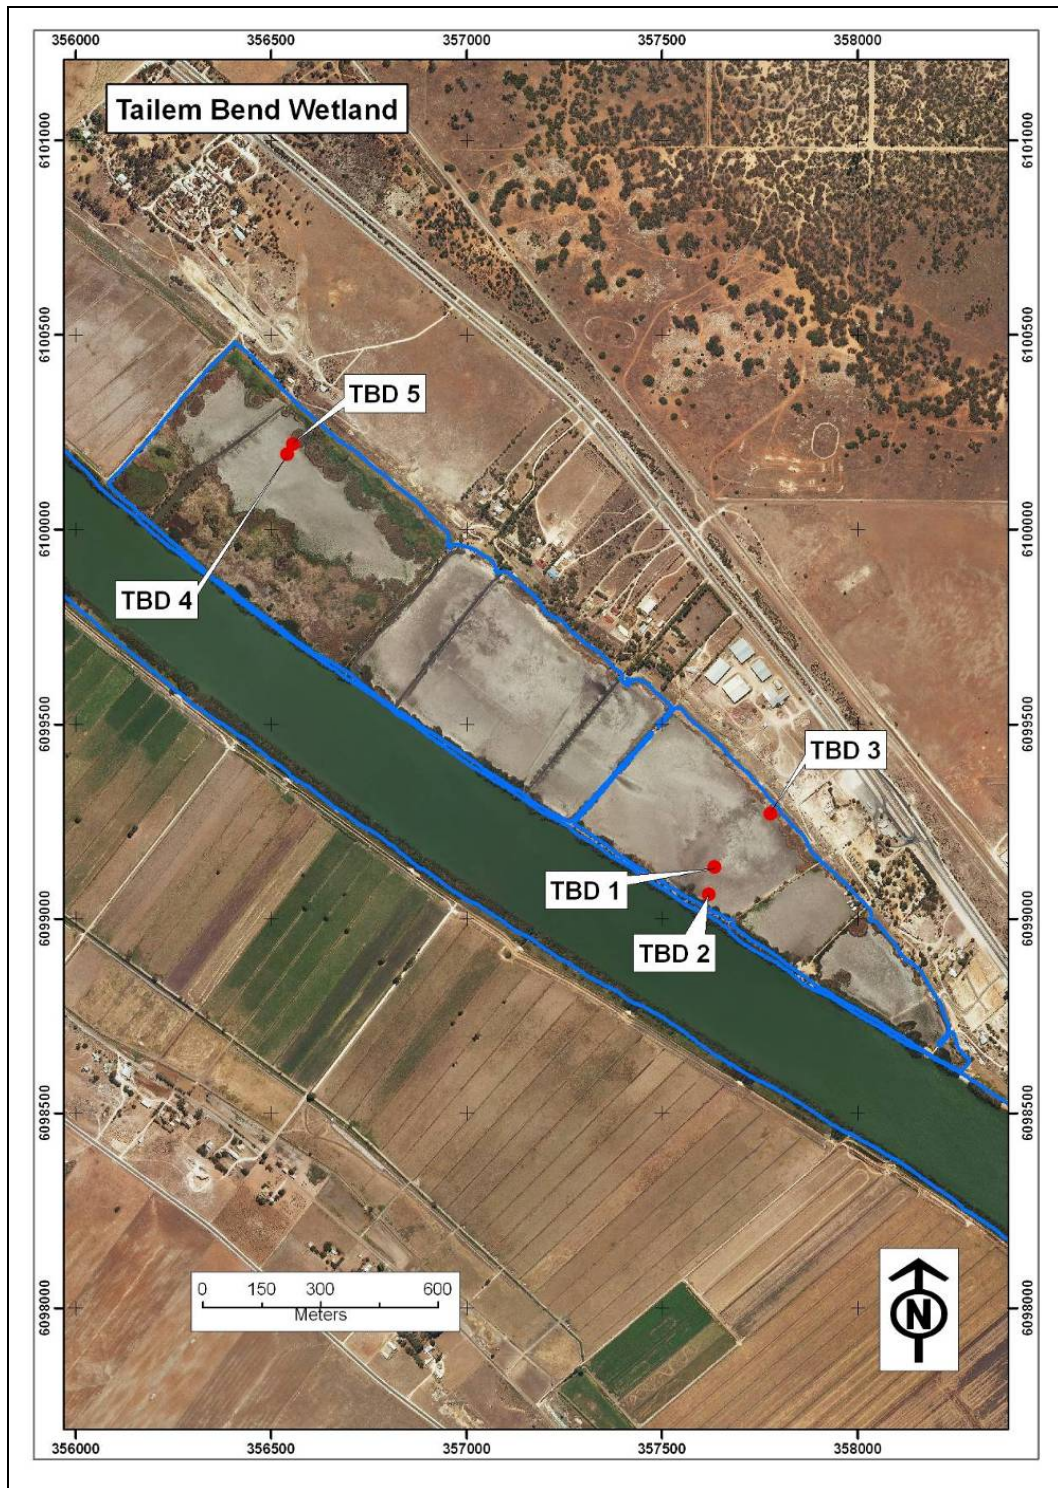 356000 356500 357000 357500 358000
Tailem Bend Wetland
6101000 6101000
6100500 6100500
TBD 5
6100000 6100000
TBD 4
6099500 6099500
TBD 3
TBD 1
6099000 6099000
TBD 2
6098500 6098500
0 150 300 600
Meters
N
6098000 6098000
356000 356500 357000 357500 358000